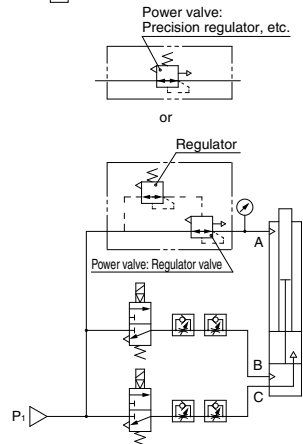 Power valve:
Precision regulator, etc.
or
Regulator
A
Power valve: Regulator valve
B
C
P1